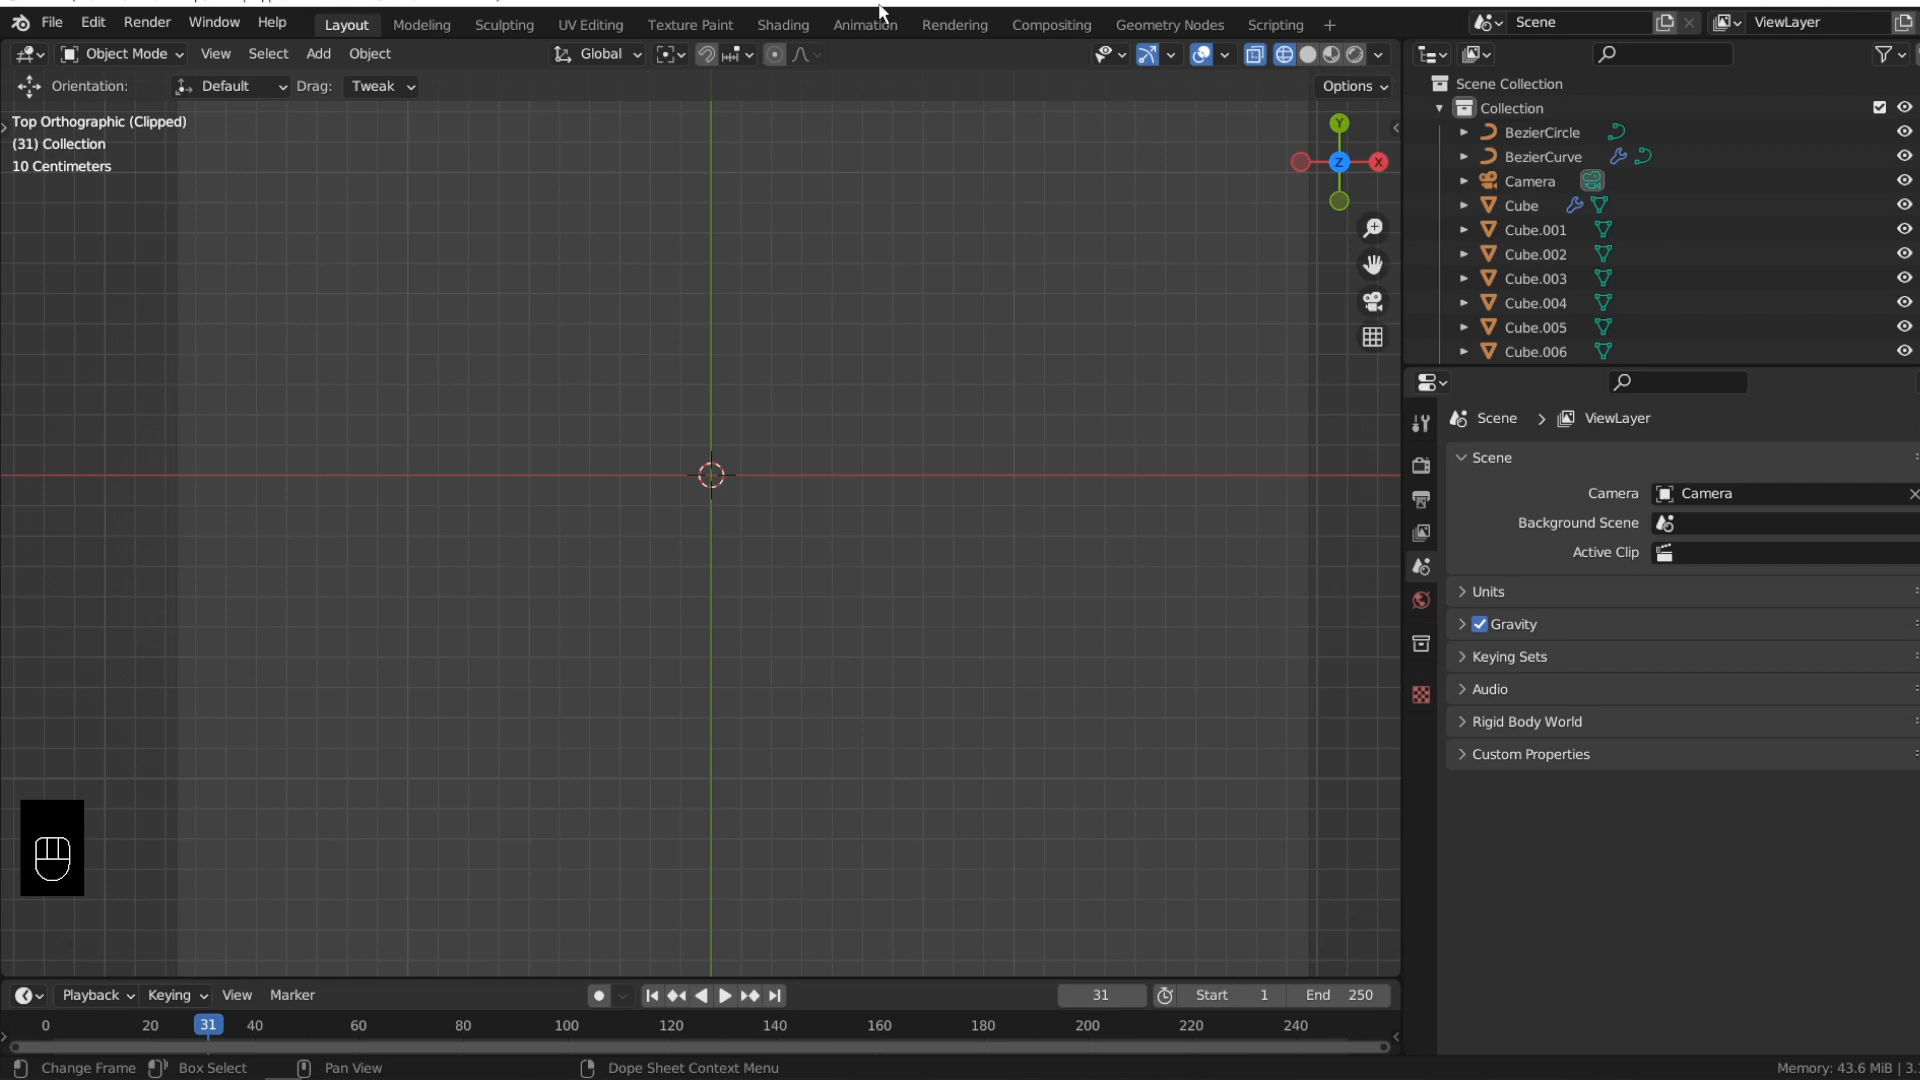 File Edit Render Window Help Layout Modeling Sculpting UV Editing Texture Paint Shading Animation Rendering Compositing Geometry Nodes Scripting + Scene ViewLayer
Object Mode View Select Add Object Global
Orientation: Default Drag: Tweak Options
Top Orthographic (Clipped)
(31) Collection
10 Centimeters
Y
X
Z
Scene Collection
Collection
BezierCircle
BezierCurve
Camera
Cube
Cube.001
Cube.002
Cube.003
Cube.004
Cube.005
Cube.006
Scene > ViewLayer
Scene
Camera Camera
Background Scene
Active Clip
Units
Gravity
Keying Sets
Audio
Rigid Body World
Custom Properties
Playback Keying View Marker 31 Start 1 End 250
0 20 31 40 60 80 100 120 140 160 180 200 220 240
Change Frame Box Select Pan View Dope Sheet Context Menu Memory: 43.6 MiB | 3.